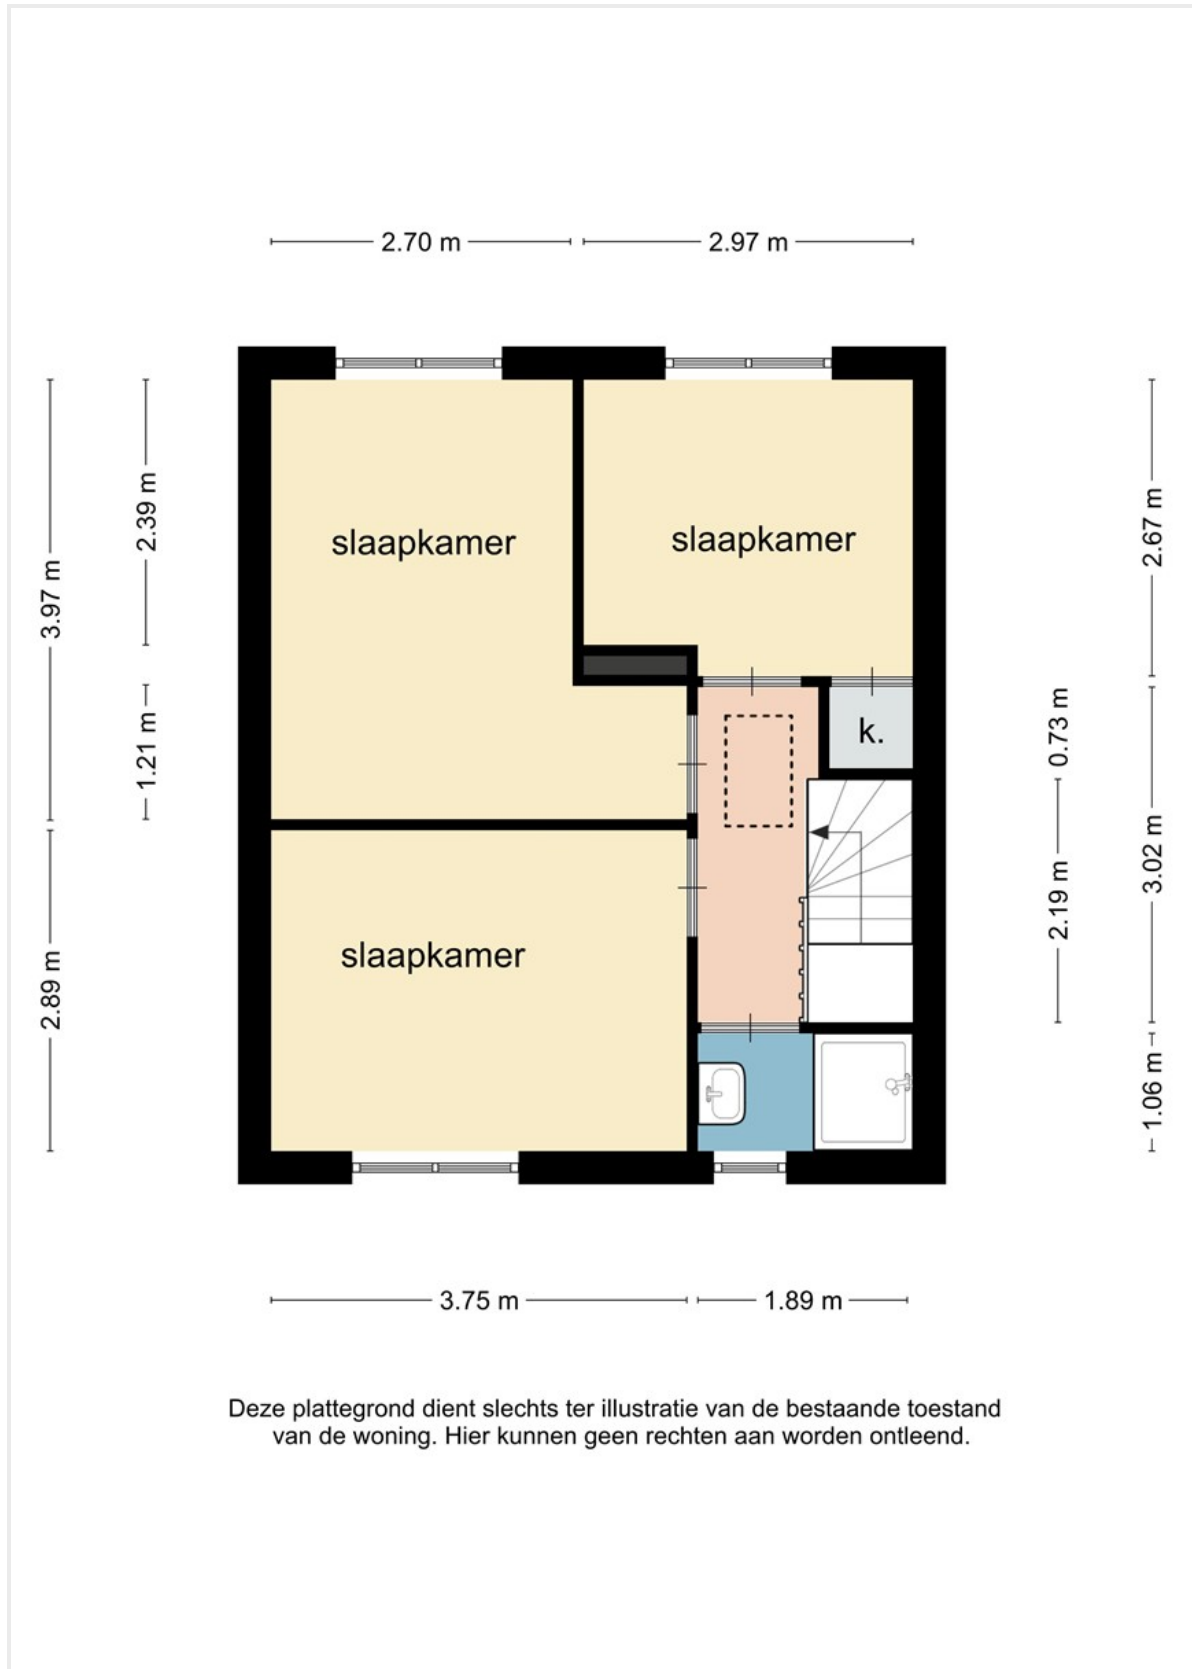 2.70 m
2.97 m
3.97 m
2.39 m
2.67 m
slaapkamer
slaapkamer
1.21 m
0.73 m
k.
3.02 m
2.19 m
2.89 m
slaapkamer
1.06 m
3.75 m
1.89 m
Deze plattegrond dient slechts ter illustratie van de bestaande toestand
van de woning. Hier kunnen geen rechten aan worden ontleend.